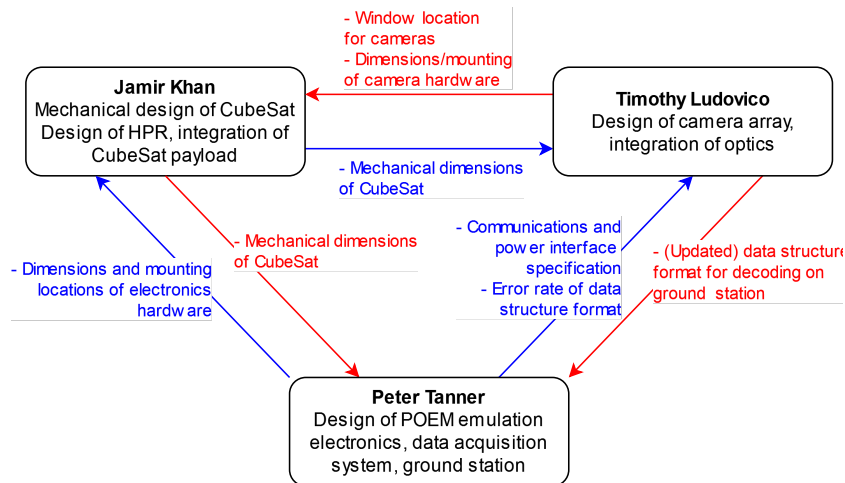 - Window location
for cameras
- Dimensions/mounting
of camera hardware
Jamir Khan
Mechanical design of CubeSat
Design of HPR, integration of
CubeSat payload
Timothy Ludovico
Design of camera array,
integration of optics
- Mechanical dimensions
of CubeSat
- Mechanical dimensions
of CubeSat
- Communications and
power interface
specification
- Error rate of data
structure format
- (Updated) data structure
format for decoding on
ground station
- Dimensions and mounting
locations of electronics
hardware
Peter Tanner
Design of POEM emulation
electronics, data acquisition
system, ground station